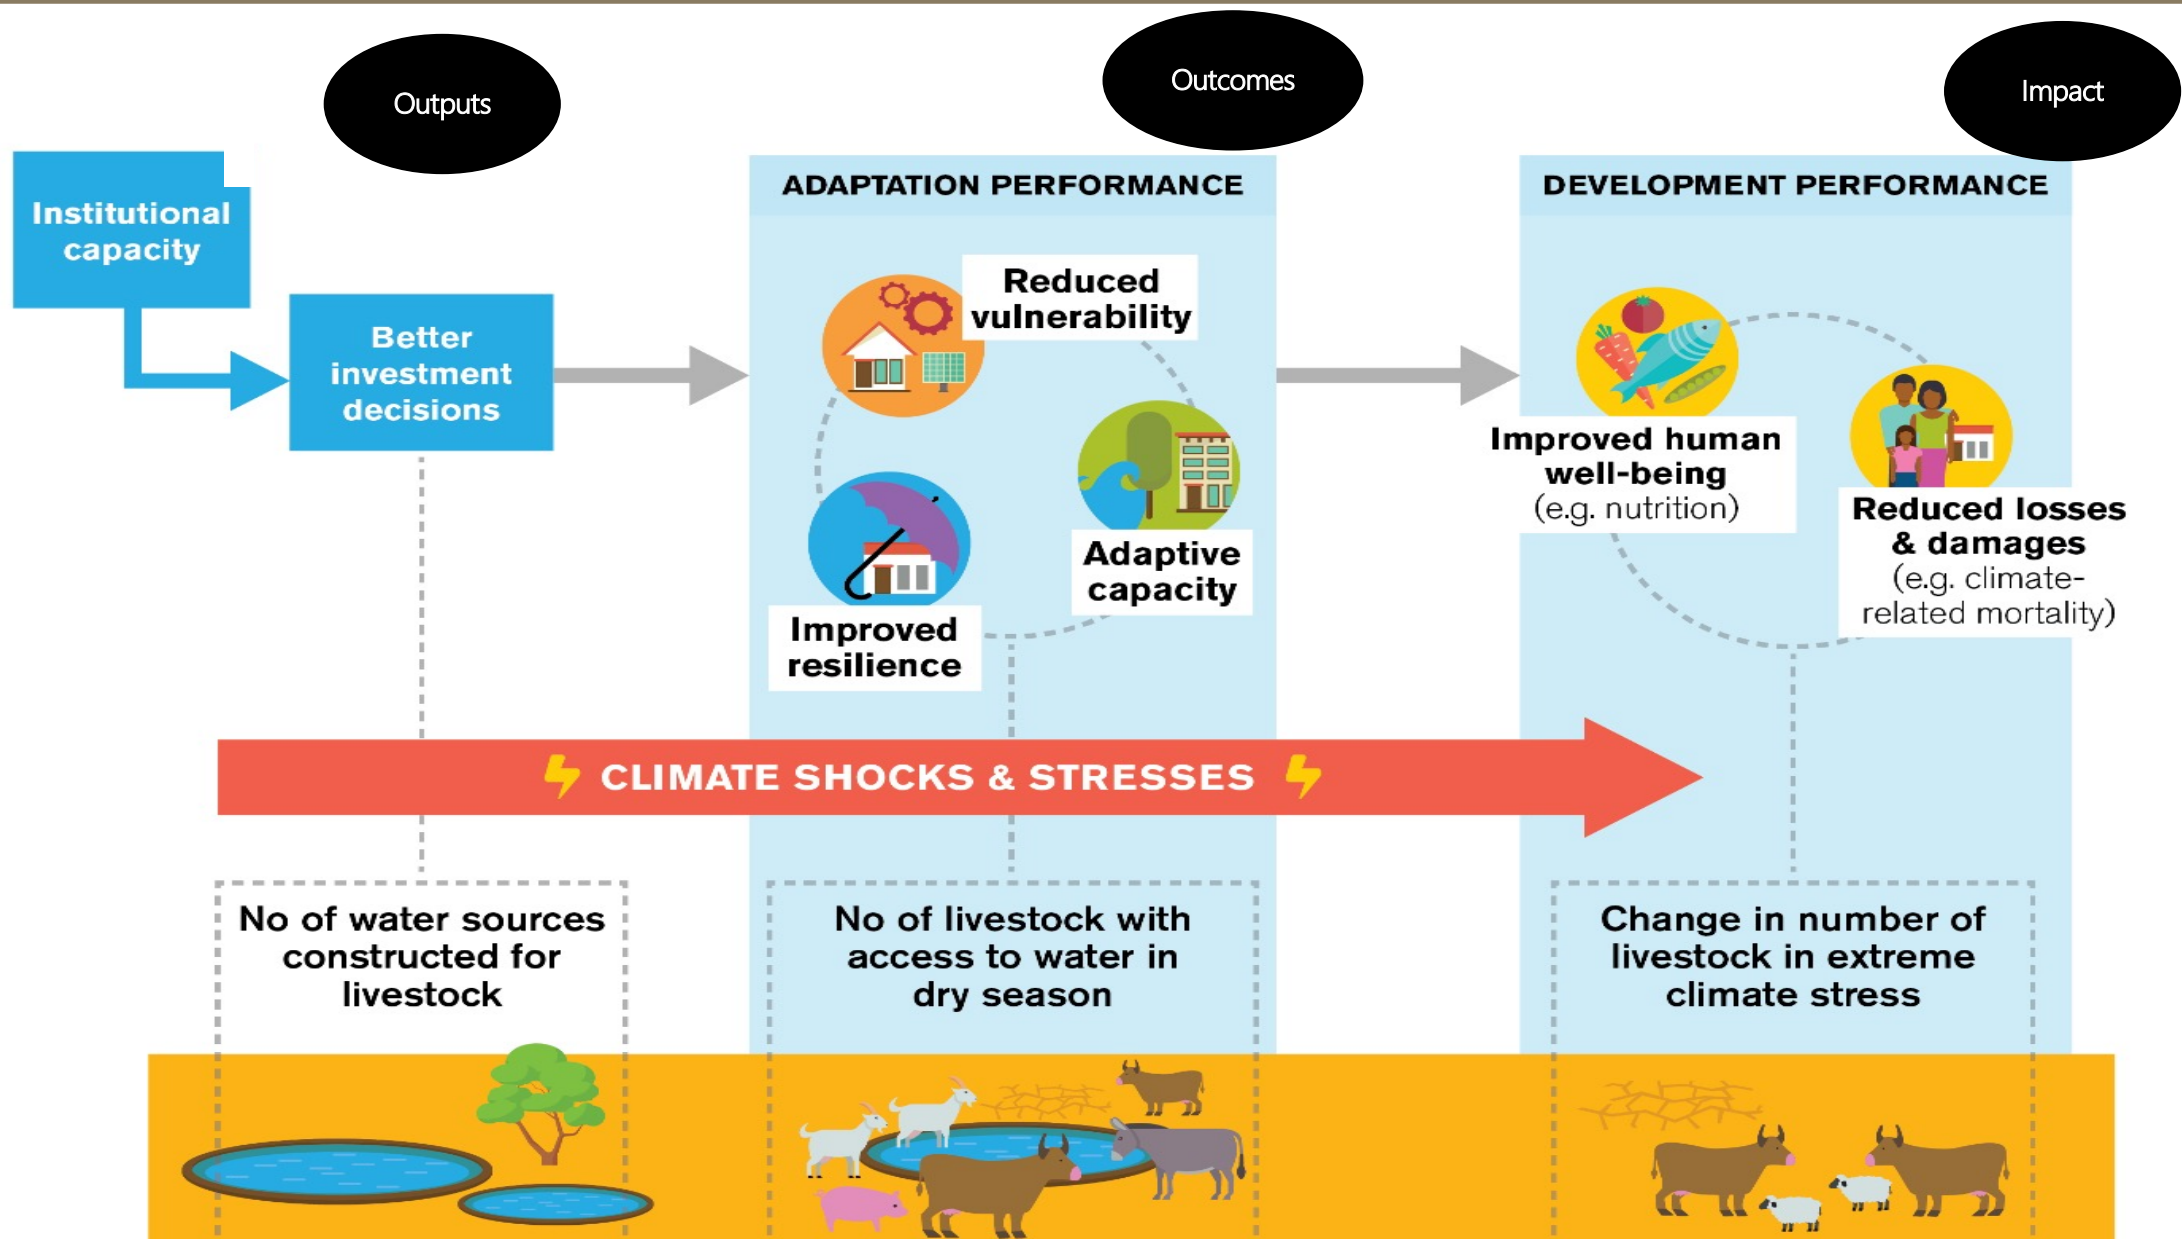 Outputs
Outcomes
Impact
Institutional
capacity
Better
investment
decisions
ADAPTATION PERFORMANCE
Reduced
vulnerability
Adaptive
capacity
Improved
resilience
DEVELOPMENT PERFORMANCE
Improved human
well-being
(e.g. nutrition)
Reduced losses
& damages
(e.g. climate-
related mortality)
CLIMATE SHOCKS & STRESSES
No of water sources
constructed for
livestock
No of livestock with
access to water in
dry season
Change in number of
livestock in extreme
climate stress